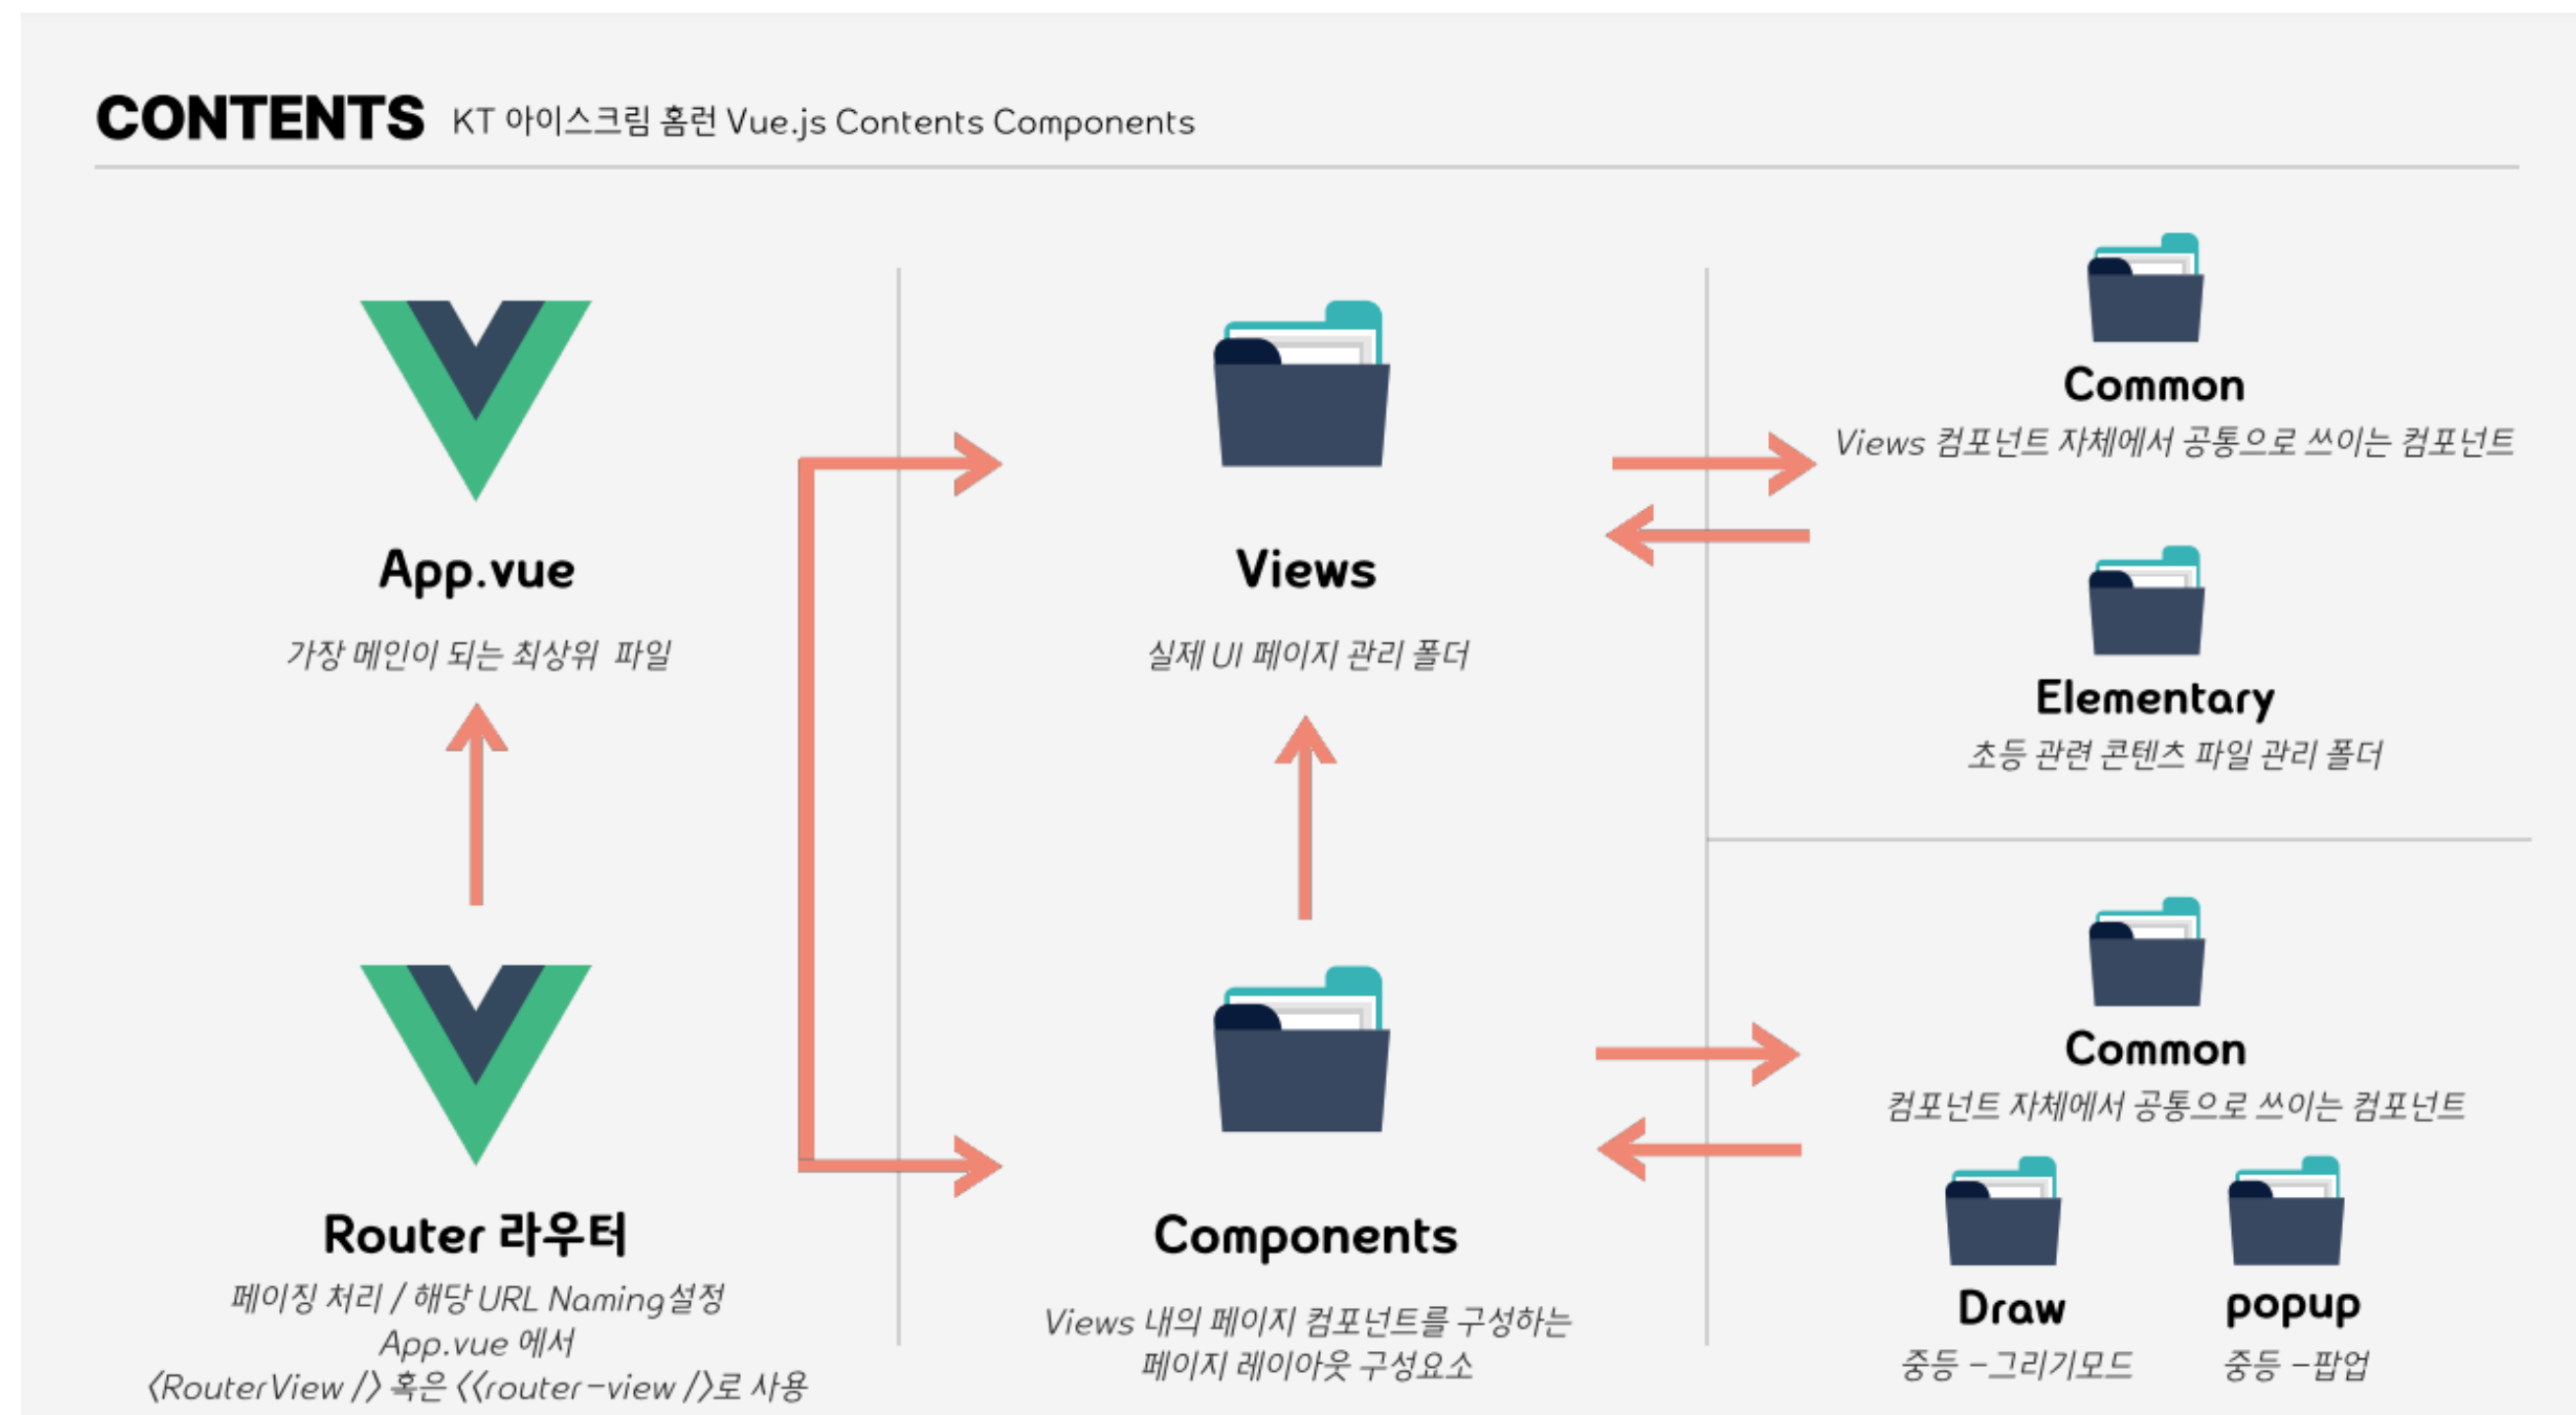 CONTENTS KT 아이스크림 홈런 Vue.js Contents Components
App.vue
가장 메인이 되는 최상위 파일
Router 라우터
페이징 처리 / 해당 URL Naming설정
App.vue 에서
〈RouterView /〉 혹은 〈〈router-view /〉로 사용
Views
실제 UI 페이지 관리 폴더
Components
Views 내의 페이지 컴포넌트를 구성하는
페이지 레이아웃 구성요소
Common
Views 컴포넌트 자체에서 공통으로 쓰이는 컴포넌트
Elementary
초등 관련 콘텐츠 파일 관리 폴더
Common
컴포넌트 자체에서 공통으로 쓰이는 컴포넌트
Draw
중등 -그리기모드
popup
중등 -팝업